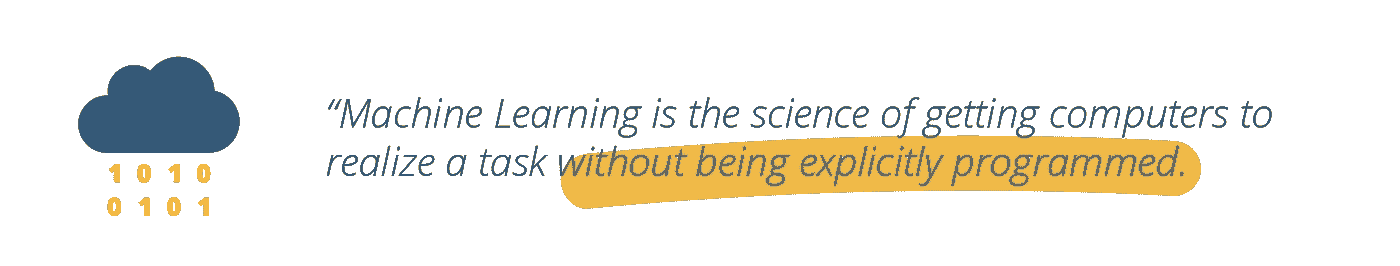 1 0 1 0
0 1 0 1
“Machine Learning is the science of getting computers to
realize a task without being explicitly programmed.